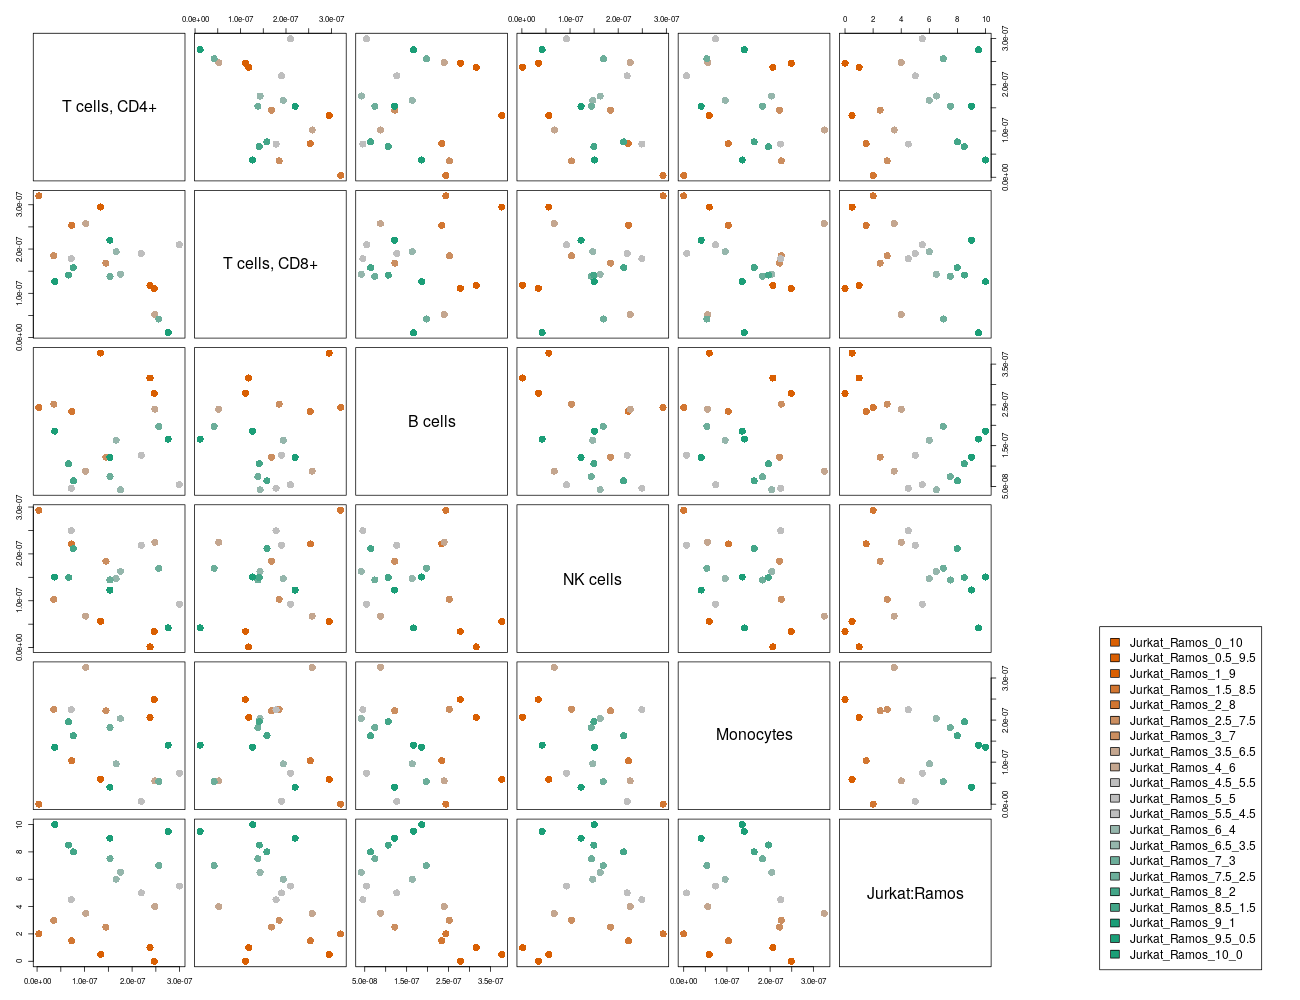 0.0e+00 1.0e-07 2.0e-07 3.0e-07 0.0e+00 1.0e-07 2.0e-07 3.0e-07 0 2 4 6 8 10
T cells, CD4+
0.0e+00 1.0e-07 2.0e-07 3.0e-07
0.0e+00 1.0e-07 2.0e-07 3.0e-07
T cells, CD8+
B cells
5.0e-08 1.5e-07 2.5e-07 3.5e-07
0.0e+00 1.0e-07 2.0e-07 3.0e-07
NK cells
Monocytes
0.0e+00 1.0e-07 2.0e-07 3.0e-07
0 2 4 6 8 10
Jurkat:Ramos
0.0e+00 1.0e-07 2.0e-07 3.0e-07 5.0e-08 1.5e-07 2.5e-07 3.5e-07 0.0e+00 1.0e-07 2.0e-07 3.0e-07
Jurkat_Ramos_0_10
Jurkat_Ramos_0.5_9.5
Jurkat_Ramos_1_9
Jurkat_Ramos_1.5_8.5
Jurkat_Ramos_2_8
Jurkat_Ramos_2.5_7.5
Jurkat_Ramos_3_7
Jurkat_Ramos_3.5_6.5
Jurkat_Ramos_4_6
Jurkat_Ramos_4.5_5.5
Jurkat_Ramos_5_5
Jurkat_Ramos_5.5_4.5
Jurkat_Ramos_6_4
Jurkat_Ramos_6.5_3.5
Jurkat_Ramos_7_3
Jurkat_Ramos_7.5_2.5
Jurkat_Ramos_8_2
Jurkat_Ramos_8.5_1.5
Jurkat_Ramos_9_1
Jurkat_Ramos_9.5_0.5
Jurkat_Ramos_10_0